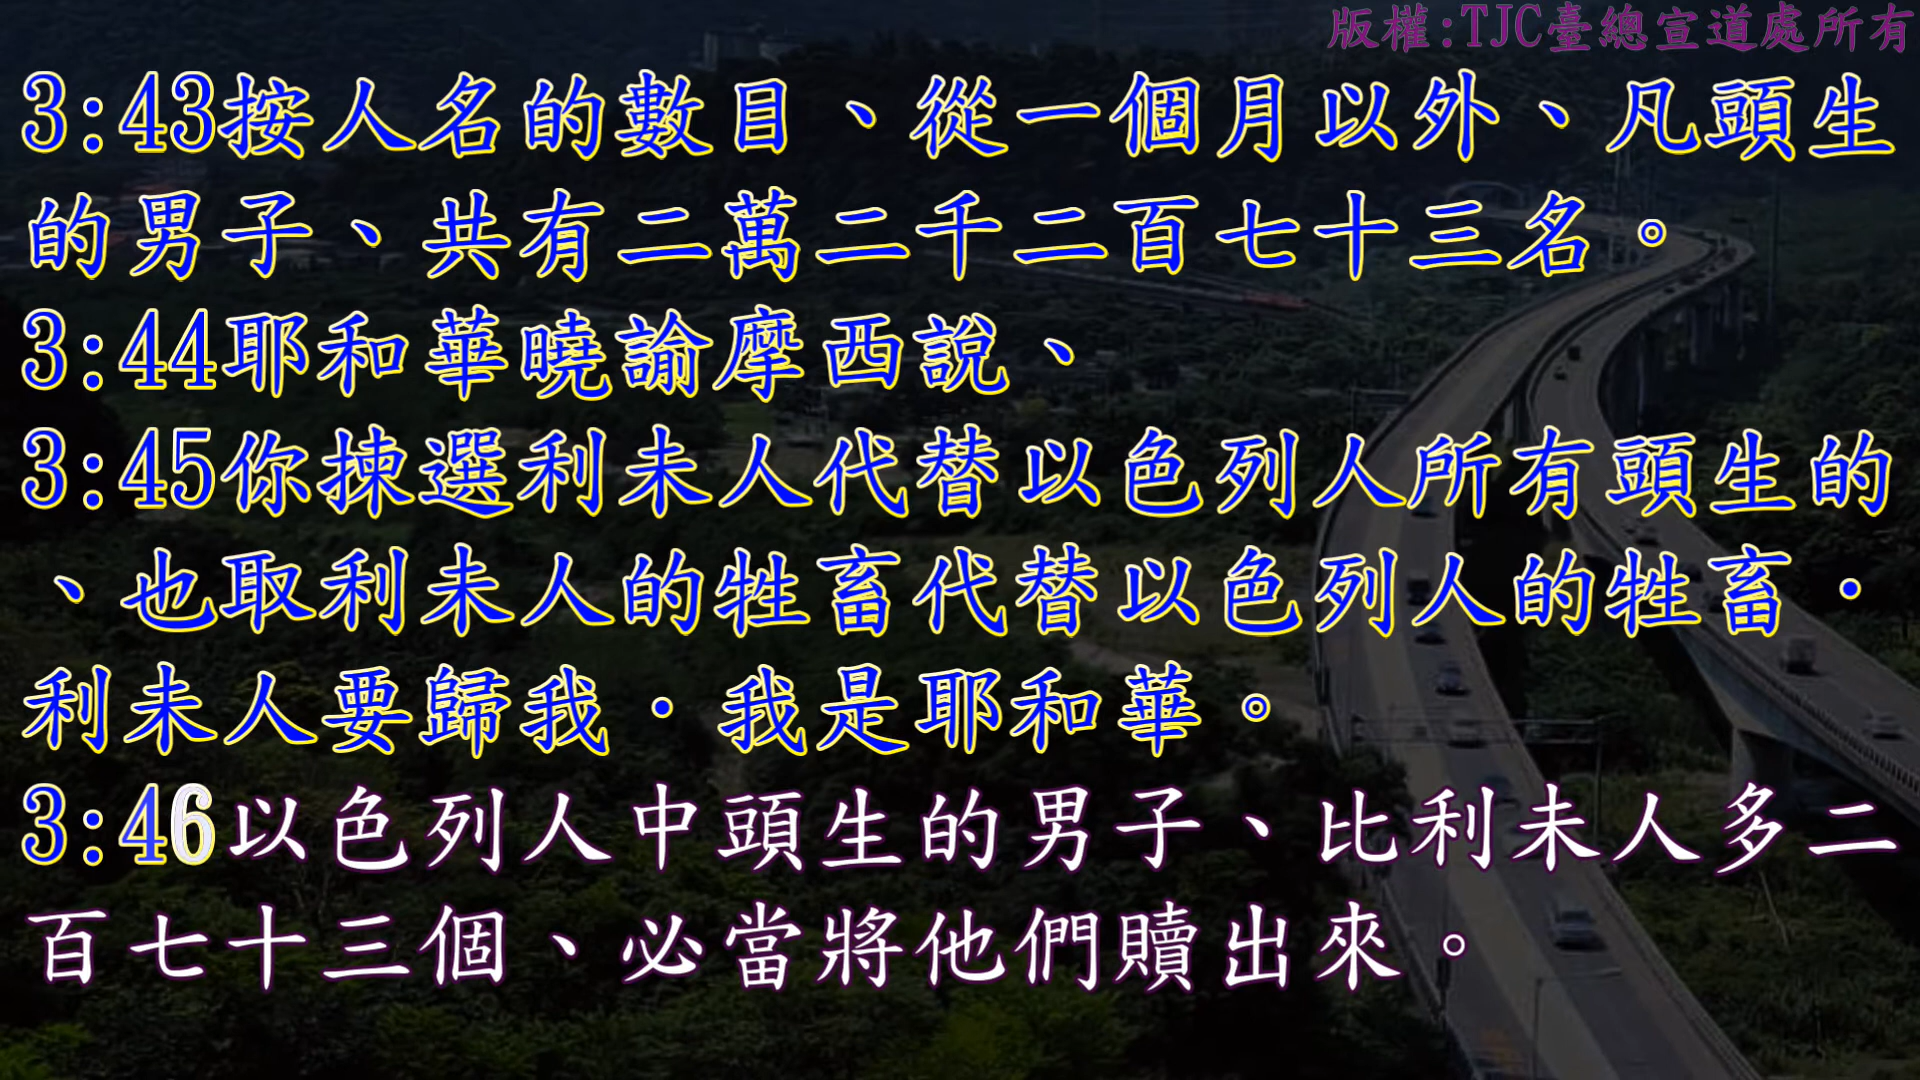 版權:TJC臺總宣道處所有
3:43按人名的數目、從一個月以外、凡頭生
的男子、共有二萬二千二百七十三名。
3:44耶和華曉諭摩西說、
3:45你揀選利未人代替以色列人所有頭生的
、也取利未人的牲畜代替以色列人的牲畜．
利未人要歸我．我是耶和華。
3:46以色列人中頭生的男子、比利未人多二
百七十三個、必當將他們贖出來。